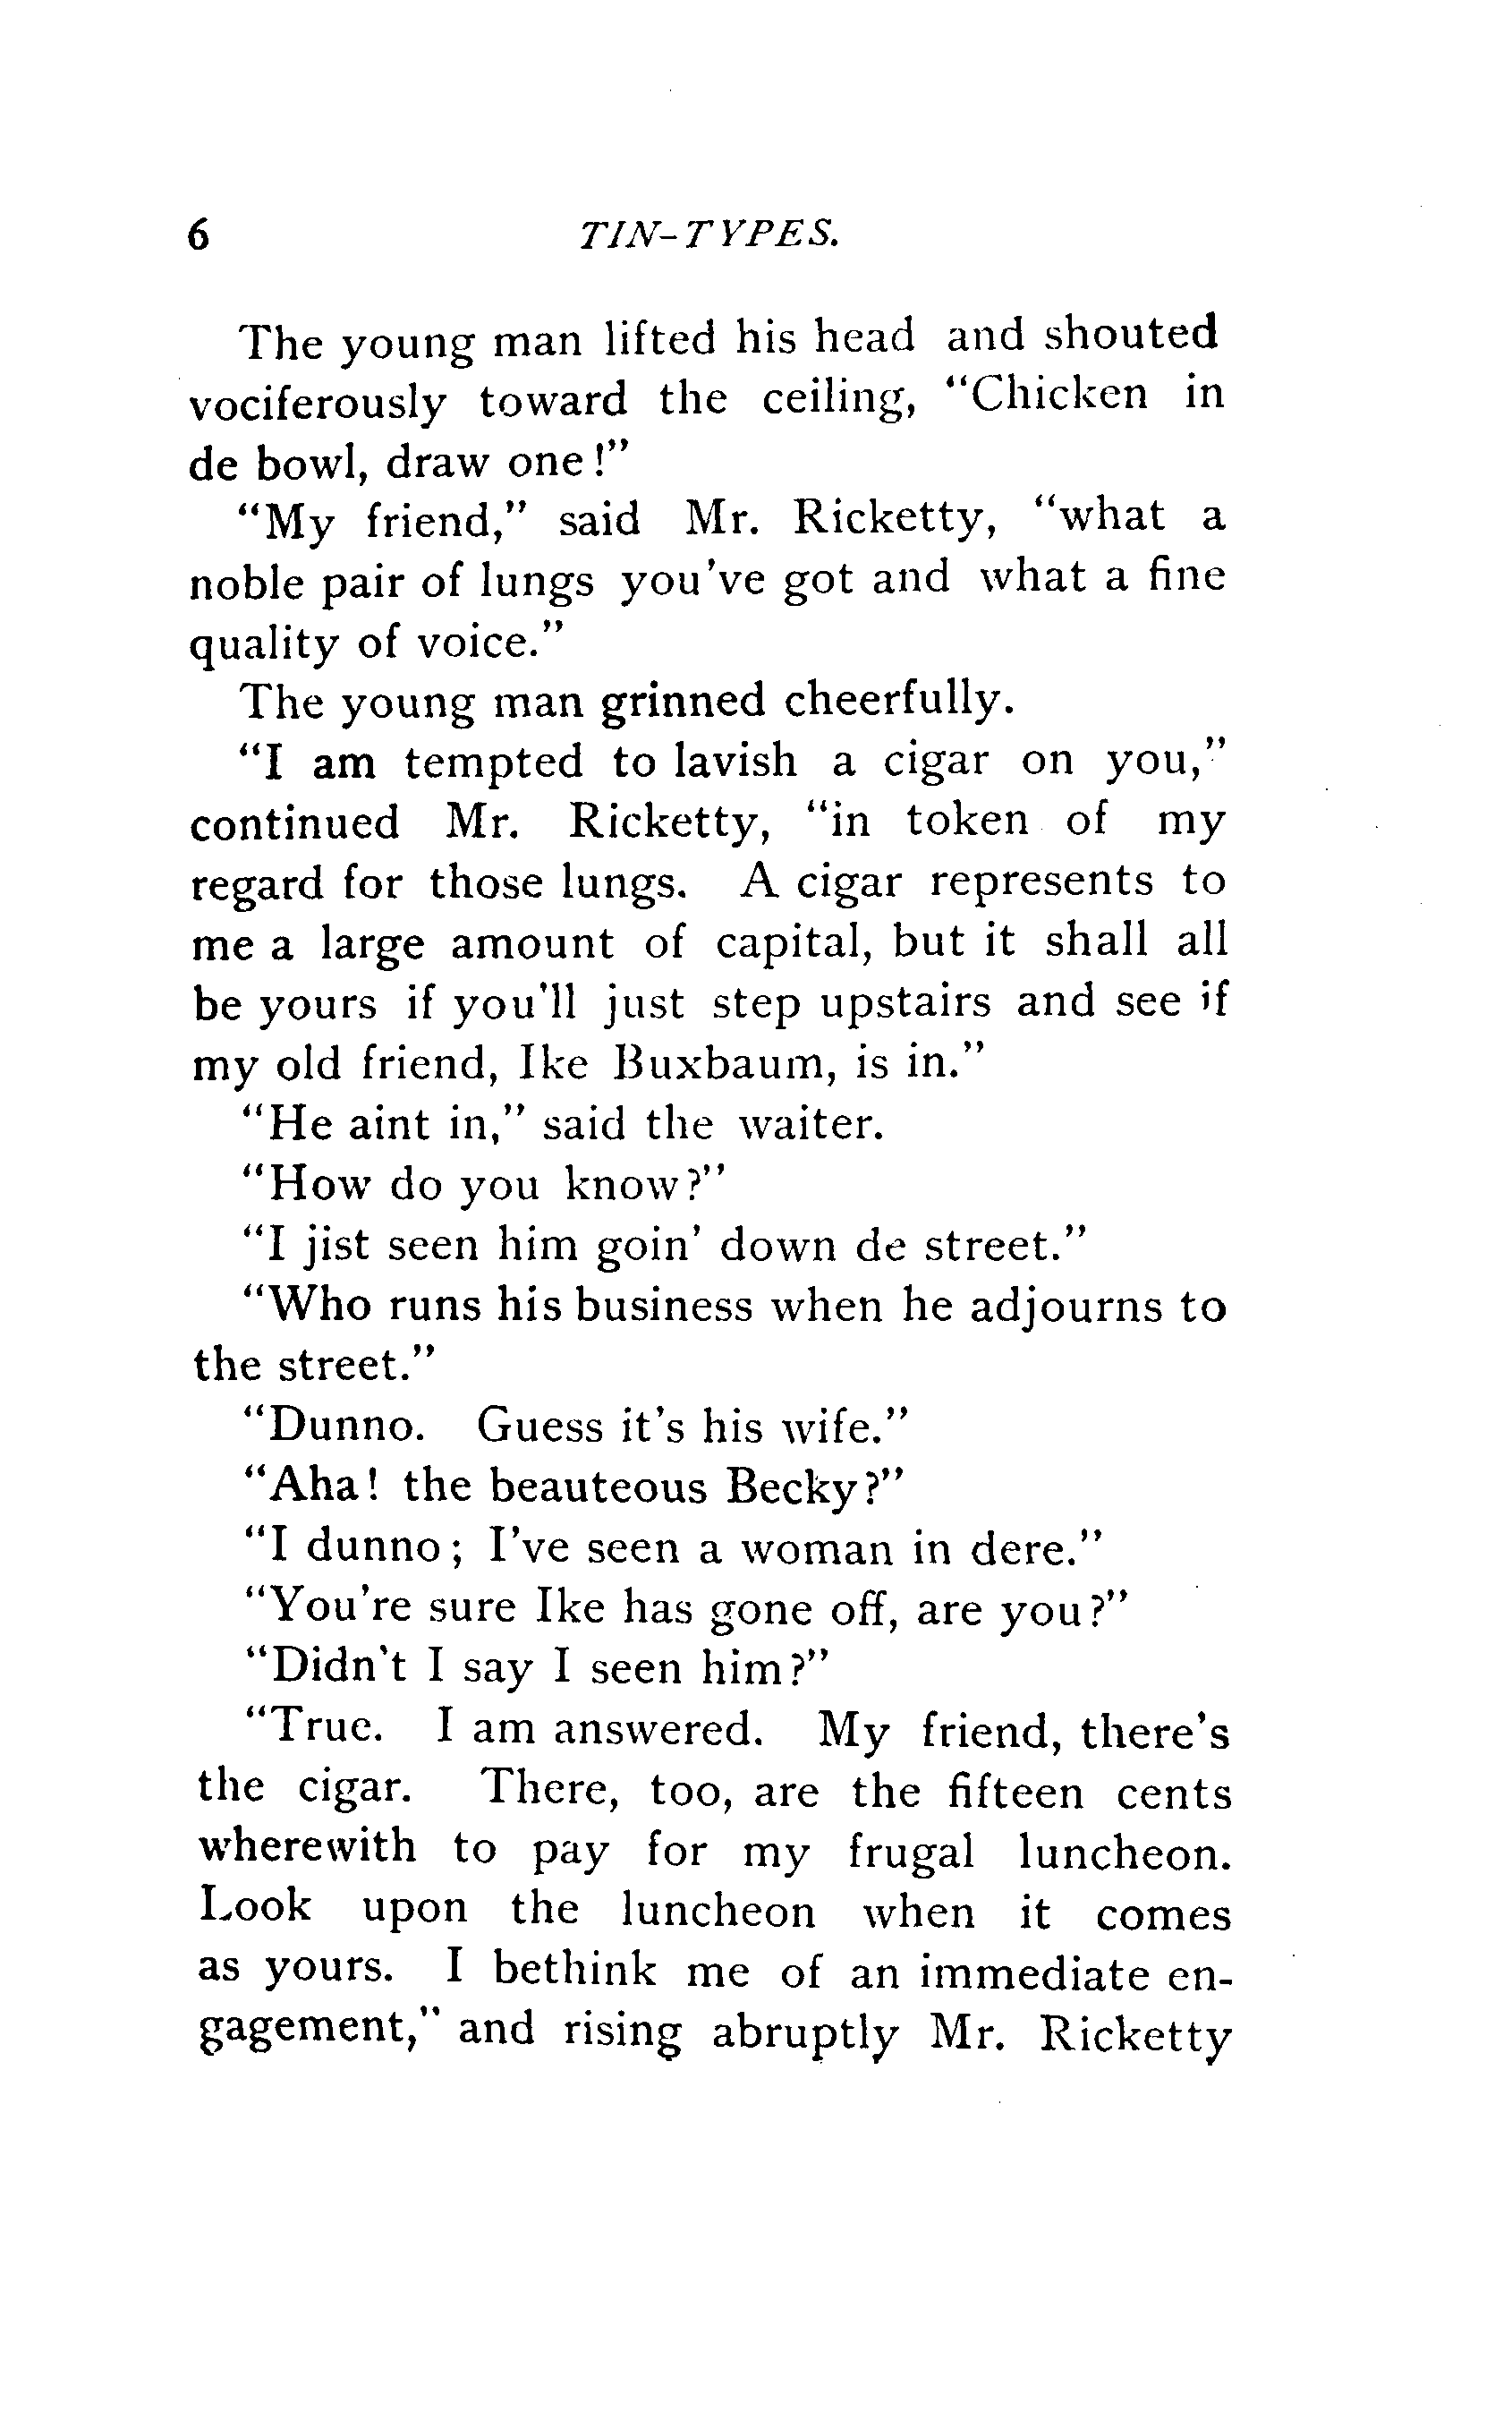 6 TIN-TYPES.
The young man lifted his head and shouted
vociferously toward the ceiling, "Chicken in
de bowl, draw one!"
"My friend," said Mr. Ricketty, "what a
noble pair of lungs you've got and what a fine
quality of voice."
The young man grinned cheerfully.
"I am tempted to lavish a cigar on you,"
continued Mr. Ricketty, "in token of my
regard for those lungs. A cigar represents to
me a large amount of capital, but it shall all
be yours if you'll just step upstairs and see if
my old friend, Ike Buxbaum, is in."
"He aint in," said the waiter.
"How do you know?"
"I jist seen him goin' down de street."
"Who runs his business when he adjourns to
the street."
"Dunno. Guess it's his wife."
"Aha! the beauteous Becky?"
"I dunno; I've seen a woman in dere."
"You're sure Ike has gone off, are you?"
"Didn't I say I seen him?"
"True. I am answered. My friend, there's
the cigar. There, too, are the fifteen cents
wherewith to pay for my frugal luncheon.
Look upon the luncheon when it comes
as yours. I bethink me of an immediate en-
gagement," and rising abruptly Mr. Ricketty